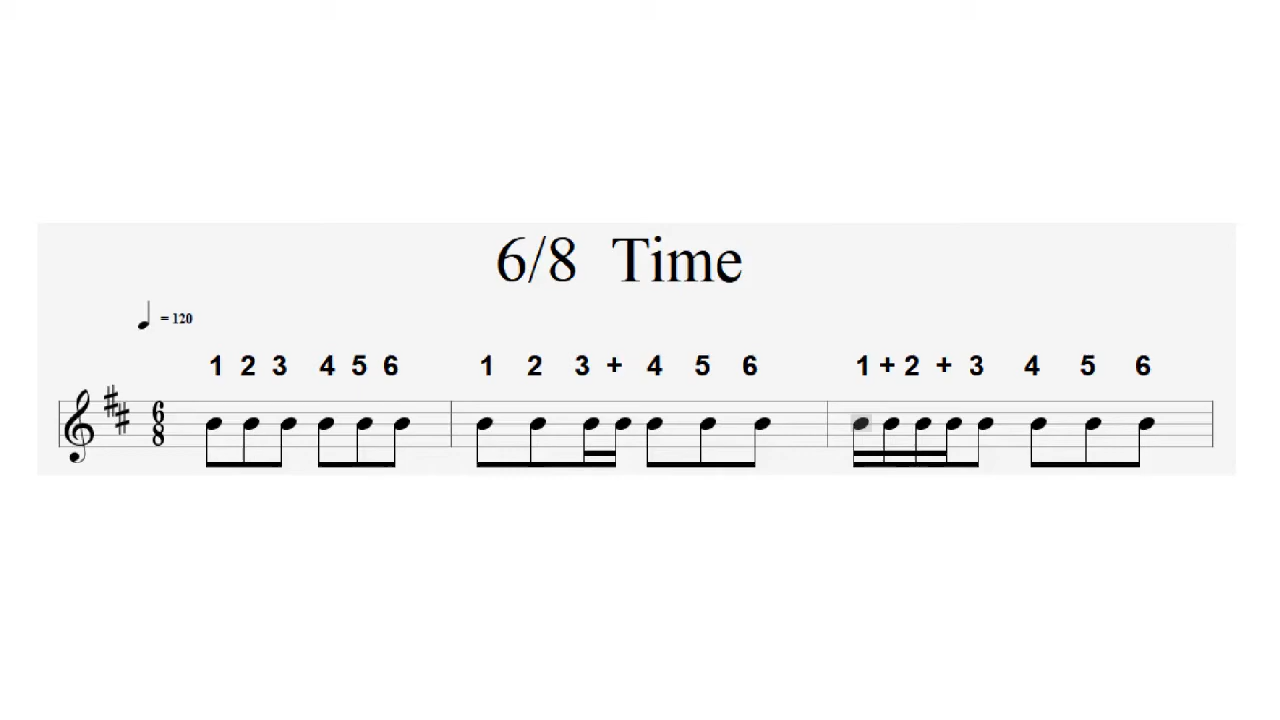 6/8 Time
= 120
1 2 3 4 5 6 1 2 3 + 4 5 6 1 + 2 + 3 4 5 6
6
8